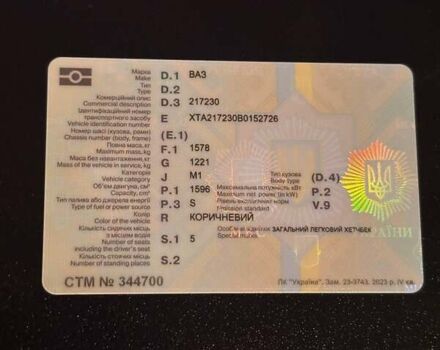 Марка D.1 ВАЗ
Make
Тип D.2
Type
Комерційний опис D.3 217230
Commercial description
Ідентифікаційний номер
транспортного засобу E XTA217230B0152726
Vehicle identification number
Номер шасі (кузова, рами) (E.1)
Chassis number (body, frame)
Повна маса, кг F.1 1578
Maximum mass, kg
Маса без навантаження, кг G 1221
Mass of the vehicle in service, kg
Категорія J M1 Тип кузова (D.4)
Vehicle category Body type
Об'єм двигуна, см³ P.1 1596 Максимальна потужність кВт P.2
Capacity, cm³ Maximum net power (in kW)
Тип палива або джерела енергії P.3 S Рівень екологічних норм V.9
Type of fuel or power source Emission standard
Колір R КОРИЧНЕВИЙ
Color of the vehicle
Кількість сидячих місць Особливі відмітки ЗАГАЛЬНИЙ ЛЕГКОВИЙ ХЕТЧБЕК
з місцем водія S.1 5 Special marks
Number of seats
including the driver's seat
Кількість стоячих місць S.2
Number of standing places
СТМ № 344700 ПК "Україна". Зам. 23-3743. 2023 р. IV кв.